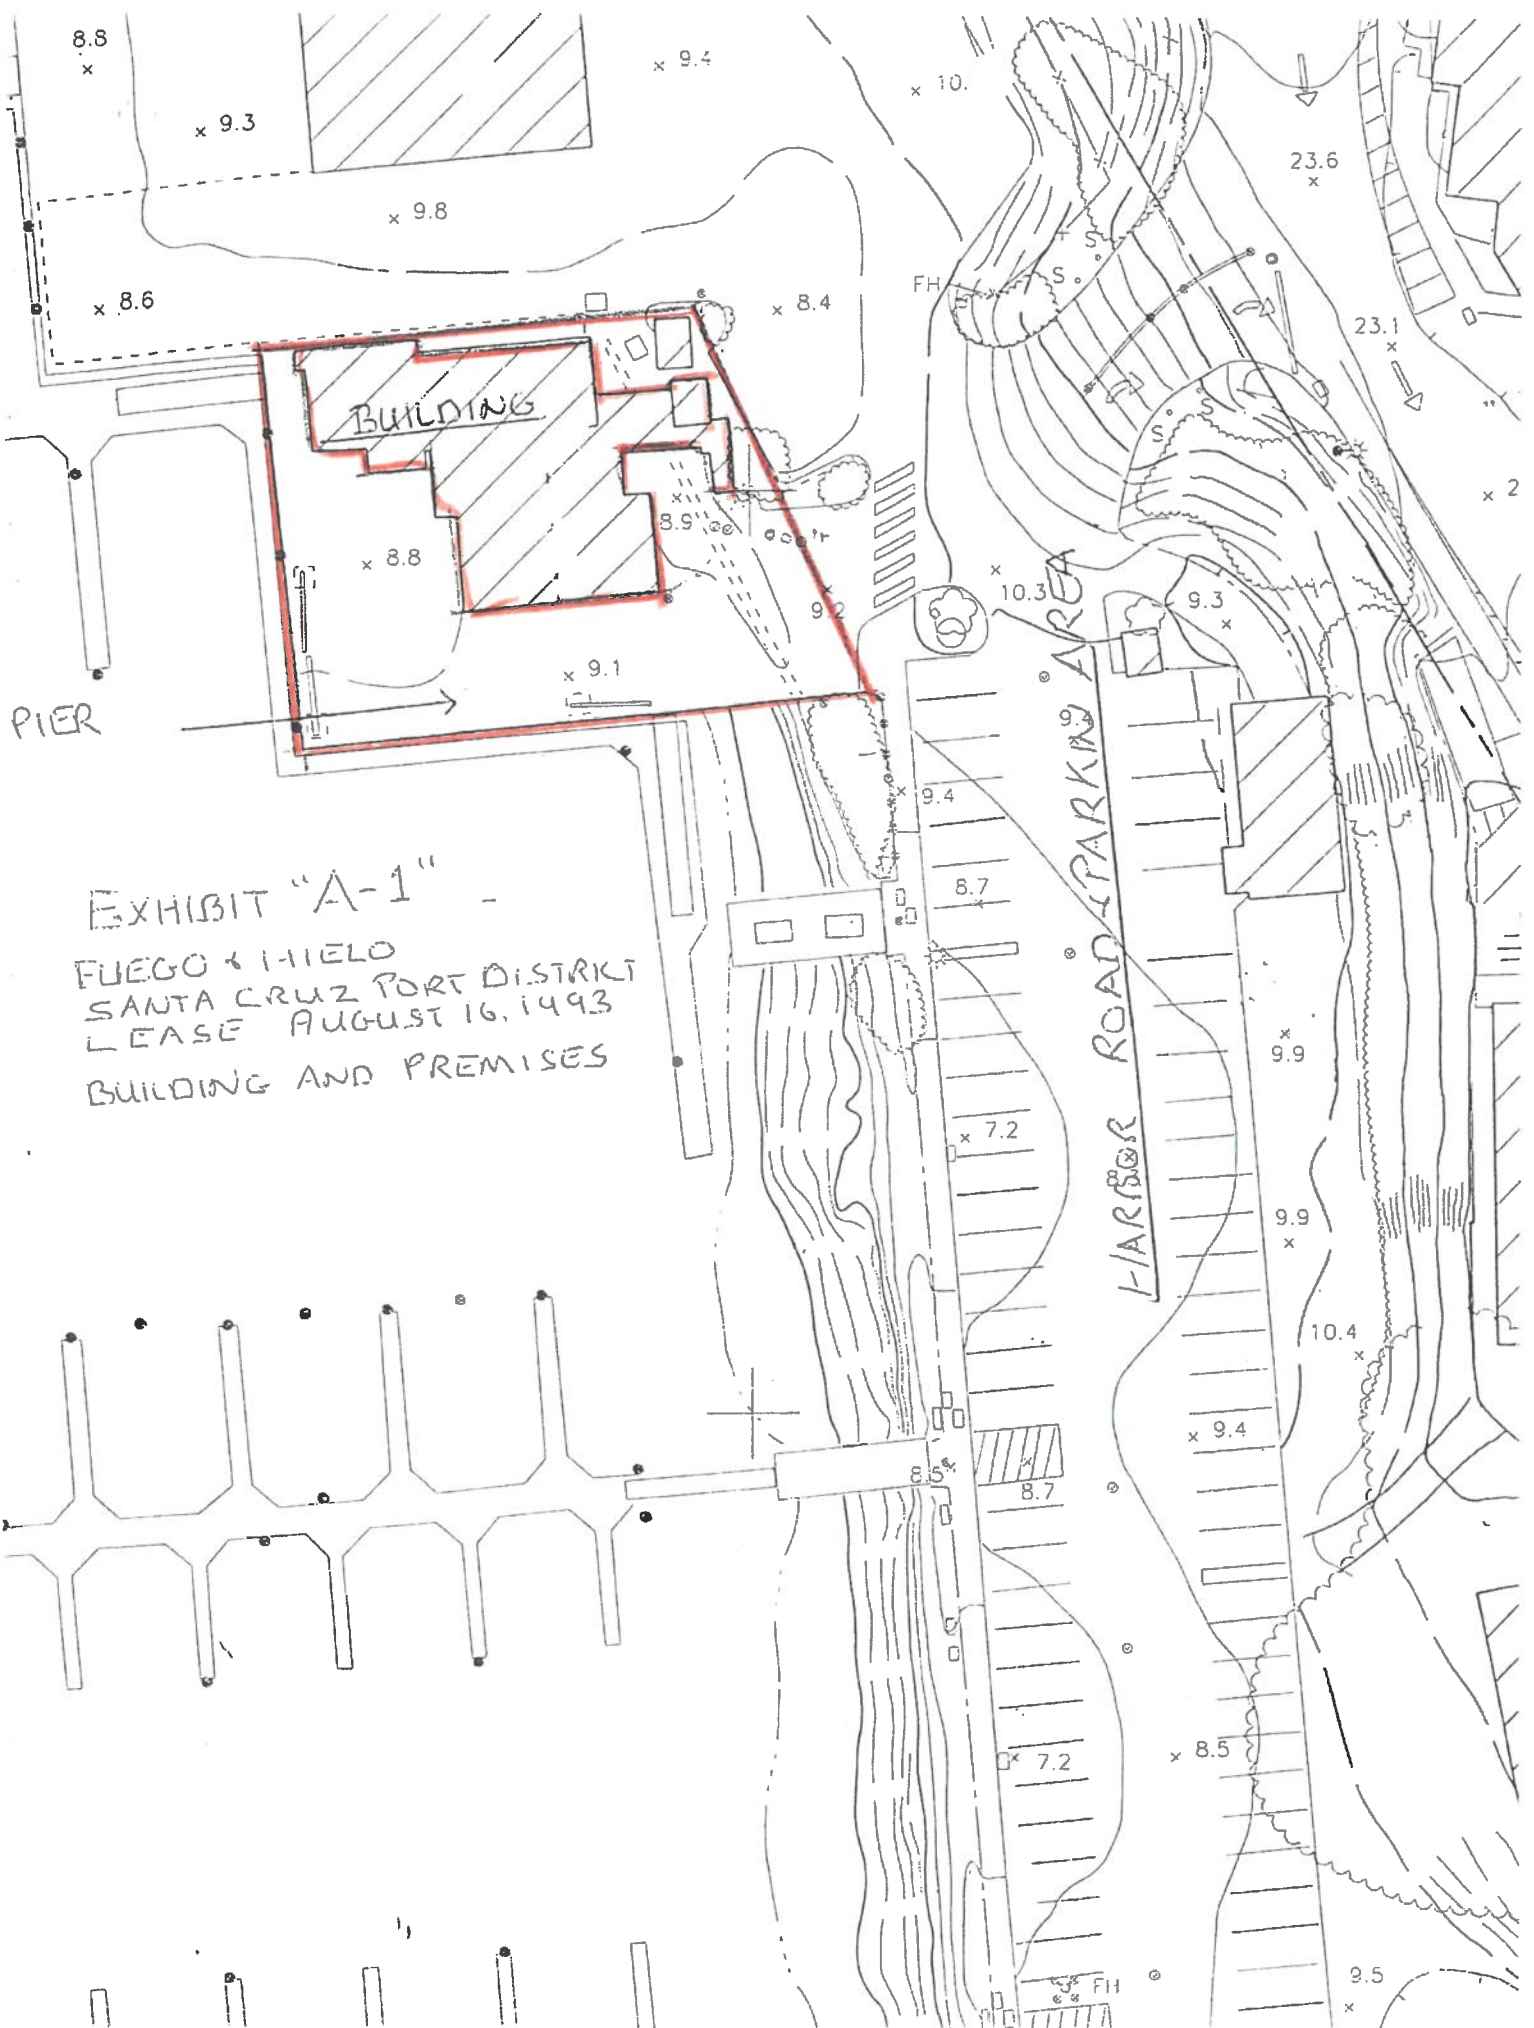 8.8
9.4
10.
9.3
23.6
9.8
S
S
FH
8.6
8.4
23.1
BUILDING
S
S
2
8.9
8.8
10.3
9.3
9.2
9.1
PIER
9.4
9.4
EXHIBIT "A-1"
8.7
FUEGO & HIELO
SANTA CRUZ PORT DISTRICT
LEASE AUGUST 16, 1993
BUILDING AND PREMISES
HARBOR ROAD & PARKING AREA
9.9
7.2
9.9
10.4
9.4
8.5
8.7
7.2
8.5
FH
9.5